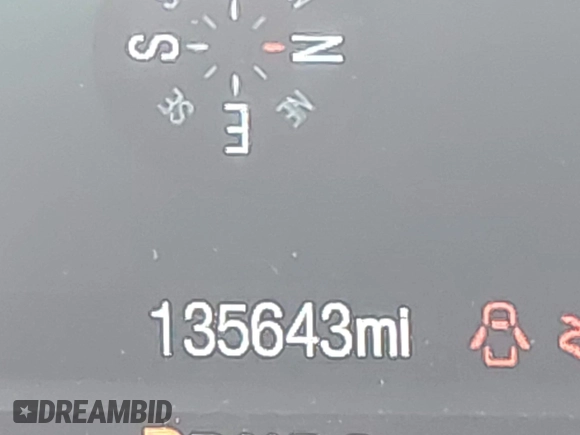 S N
SE NE
E
135643mi
DREAMBID